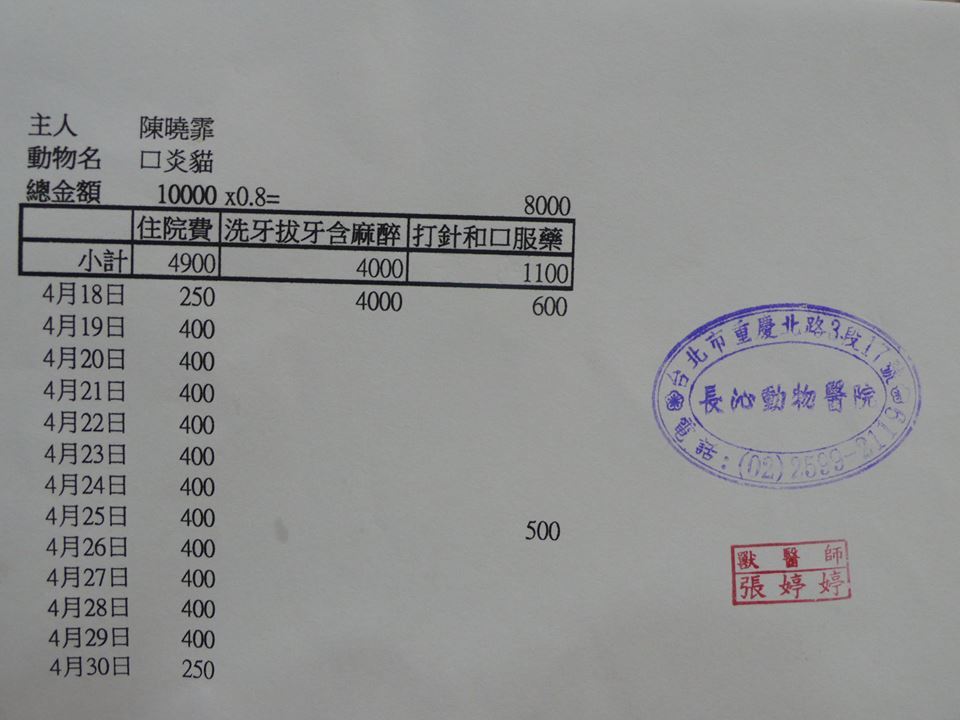 主人 陳曉霏
動物名 口炎貓
總金額 10000 x0.8= 8000
住院費 洗牙拔牙含麻醉 打針和口服藥
小計 4900 4000 1100
4月18日 250 4000 600
4月19日 400
4月20日 400
4月21日 400
4月22日 400
4月23日 400
4月24日 400
4月25日 400 500
4月26日 400
4月27日 400
4月28日 400
4月29日 400
4月30日 250
台北市重慶北路3段17號
長沁動物醫院
電話:(02)2599-2119
獸醫師
張婷婷